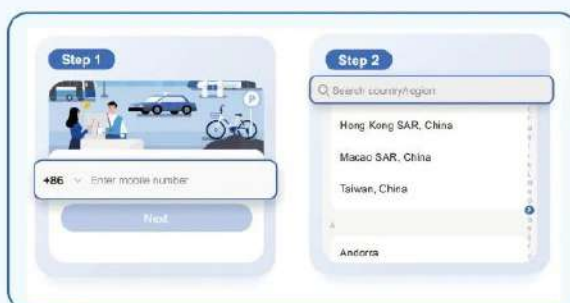 Step 1
P
+86 Enter mobile number
Next
Step 2
Search country/region
Hong Kong SAR, China
Macao SAR, China
Taiwan, China
A
Andorra